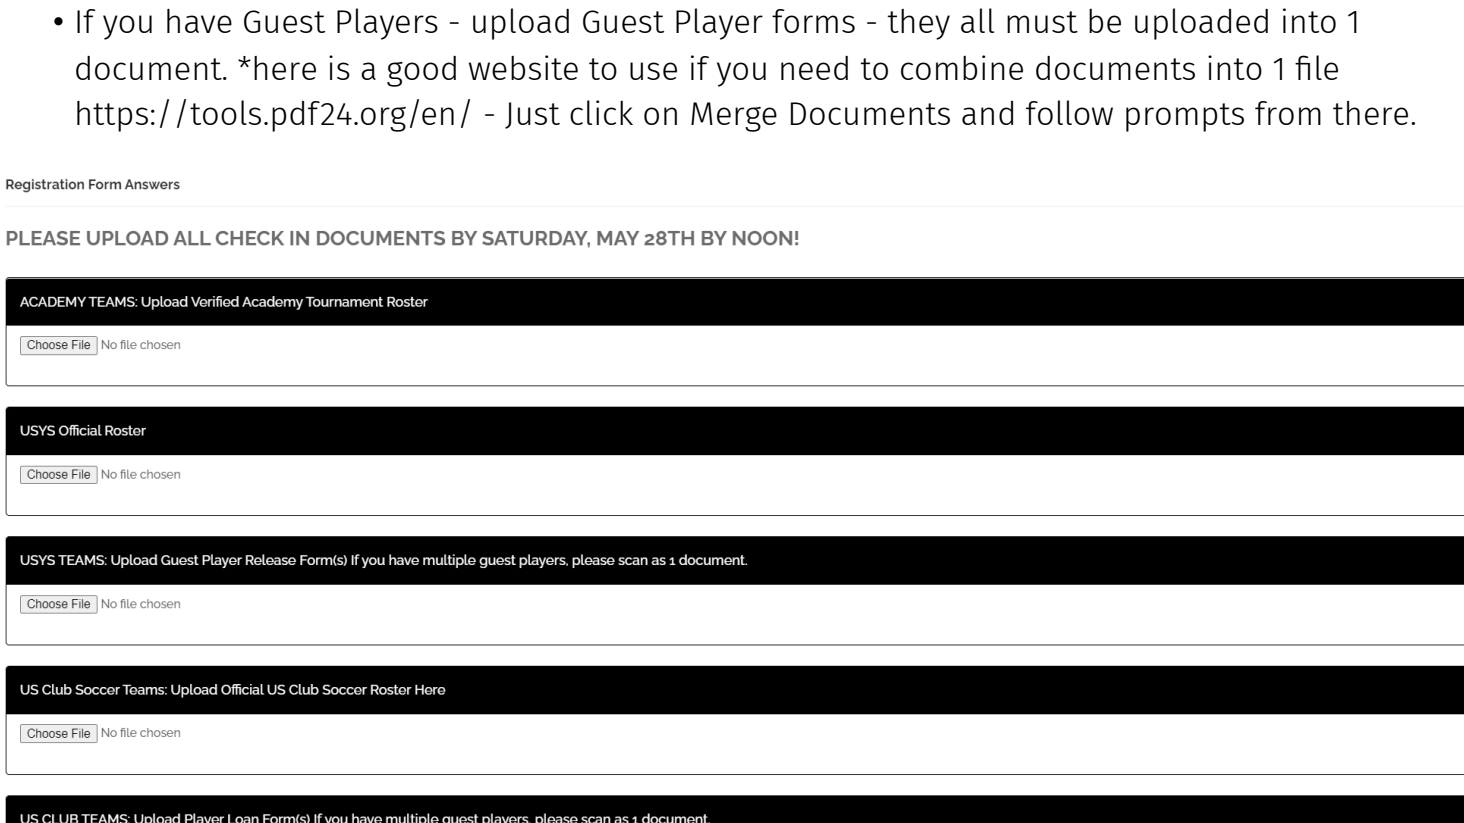 • If you have Guest Players - upload Guest Player forms - they all must be uploaded into 1
document. *here is a good website to use if you need to combine documents into 1 file
https://tools.pdf24.org/en/ - Just click on Merge Documents and follow prompts from there.
Registration Form Answers
PLEASE UPLOAD ALL CHECK IN DOCUMENTS BY SATURDAY, MAY 28TH BY NOON!
ACADEMY TEAMS: Upload Verified Academy Tournament Roster
Choose File No file chosen
USYS Official Roster
Choose File No file chosen
USYS TEAMS: Upload Guest Player Release Form(s) If you have multiple guest players, please scan as 1 document.
Choose File No file chosen
US Club Soccer Teams: Upload Official US Club Soccer Roster Here
Choose File No file chosen
US CLUB TEAMS: Upload Player Loan Form(s) If you have multiple guest players, please scan as 1 document.